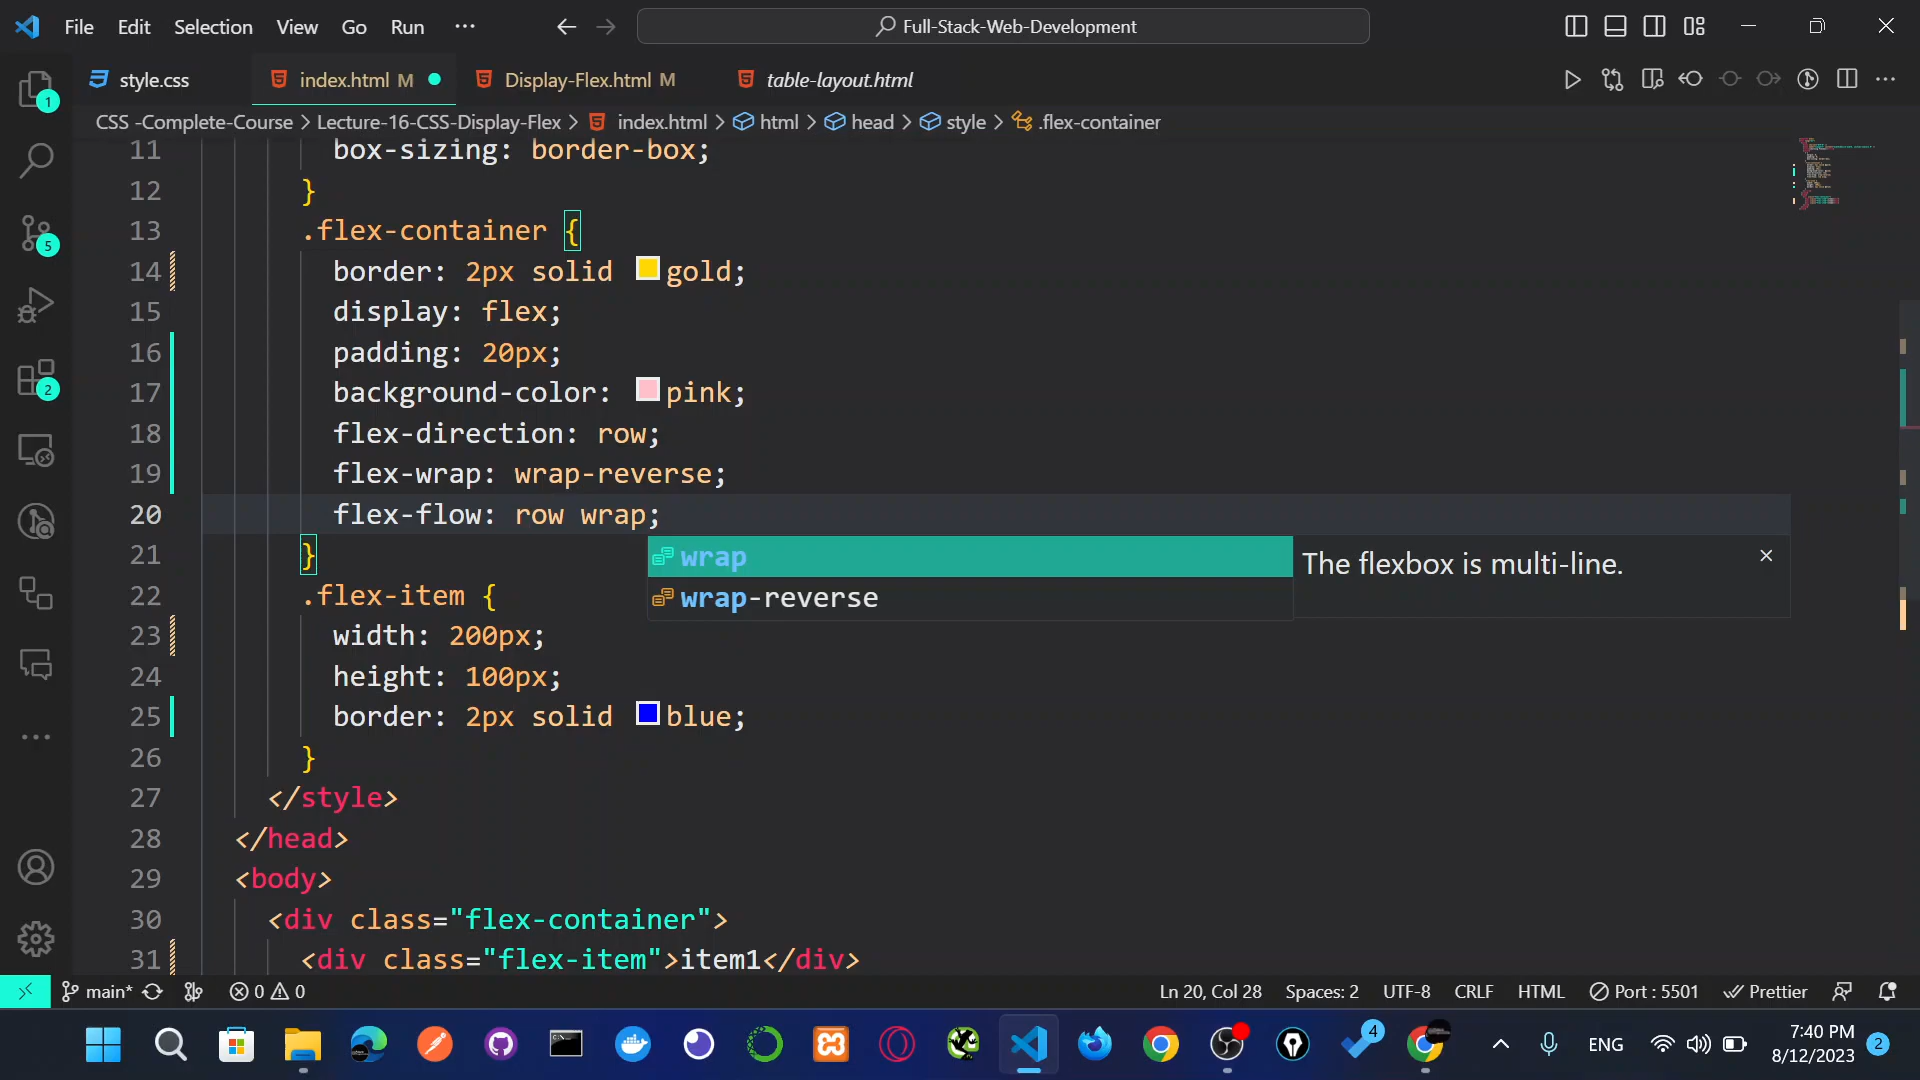 File Edit Selection View Go Run ··· Full-Stack-Web-Development
style.css index.html M Display-Flex.html M table-layout.html
CSS -Complete-Course > Lecture-16-CSS-Display-Flex > index.html > html > head > style > .flex-container
11 box-sizing: border-box;
12 }
13 .flex-container {
14 border: 2px solid gold;
15 display: flex;
16 padding: 20px;
17 background-color: pink;
18 flex-direction: row;
19 flex-wrap: wrap-reverse;
20 flex-flow: row wrap;
21 }
wrap The flexbox is multi-line.
22 .flex-item {
wrap-reverse
23 width: 200px;
24 height: 100px;
25 border: 2px solid blue;
26 }
27 </style>
28 </head>
29 <body>
30 <div class="flex-container">
31 <div class="flex-item">item1</div>
1
5
2
main* 0 0 Ln 20, Col 28 Spaces: 2 UTF-8 CRLF HTML Port : 5501 Prettier
4 ENG 7:40 PM
8/12/2023 2